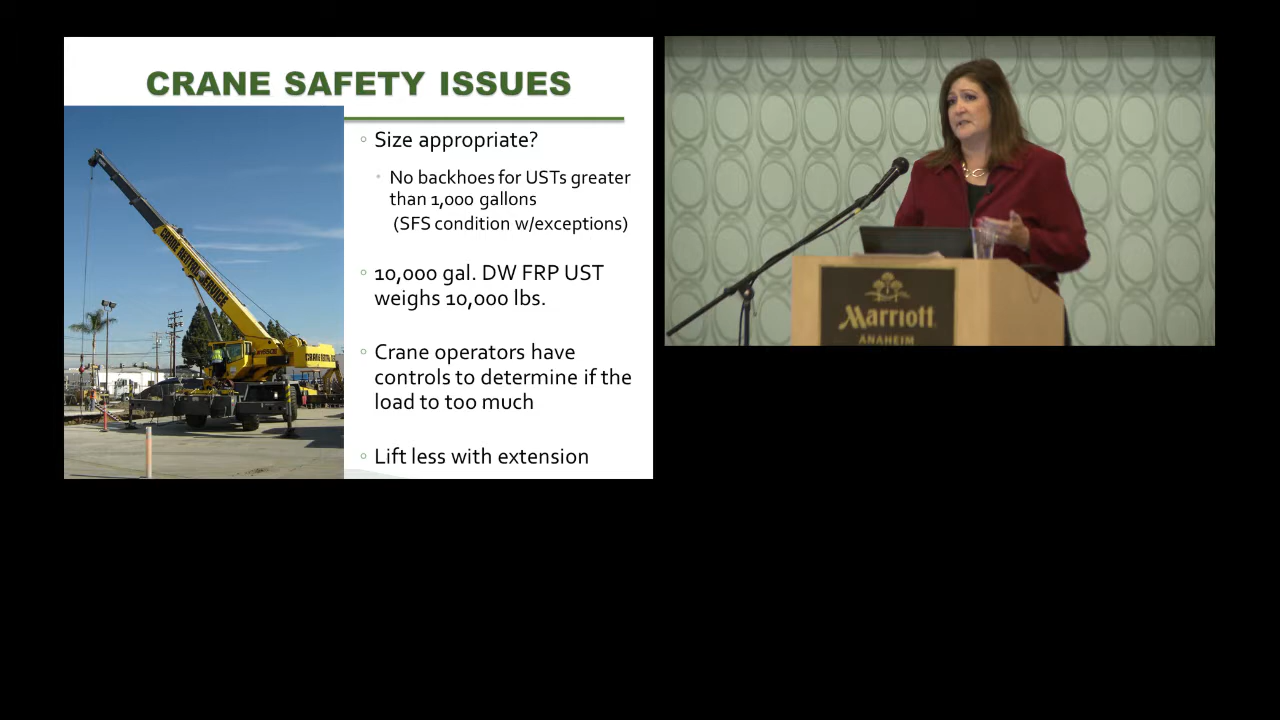 CRANE SAFETY ISSUES
◦ Size appropriate?
◦ No backhoes for USTs greater
than 1,000 gallons
(SFS condition w/exceptions)
◦ 10,000 gal. DW FRP UST
weighs 10,000 lbs.
◦ Crane operators have
controls to determine if the
load to too much
◦ Lift less with extension
Marriott
ANAHEIM